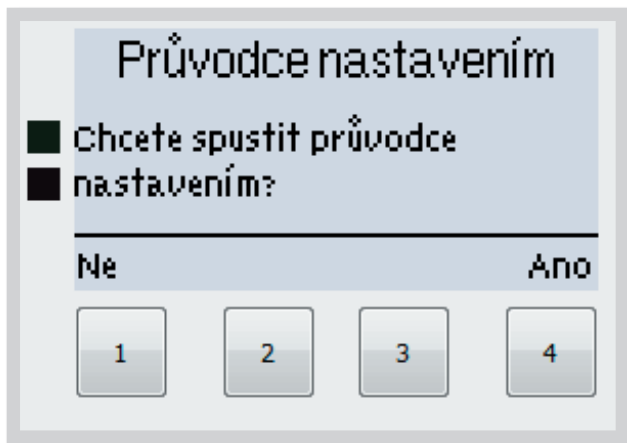 Průvodce nastavením
Chcete spustit průvodce
nastavením?
Ne Ano
1 2 3 4